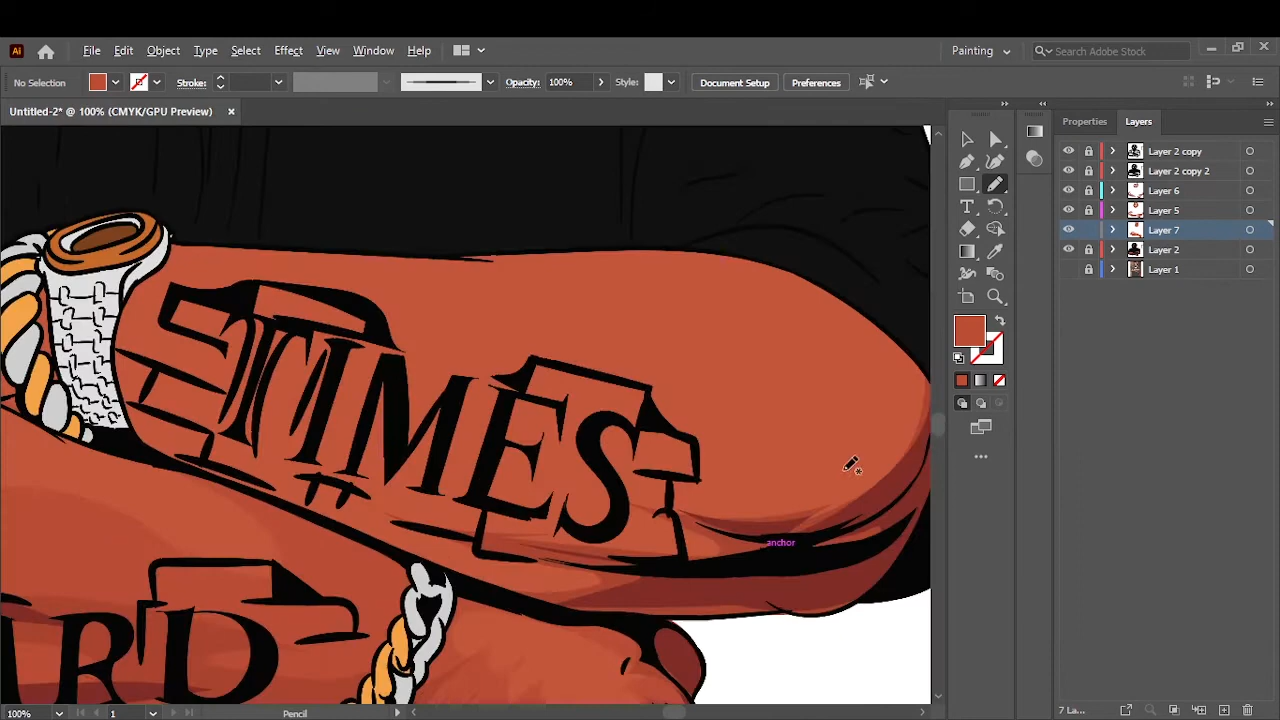 Ai File Edit Object Type Select Effect View Window Help Painting Search Adobe Stock
No Selection Stroke: Opacity: 100% Style: Document Setup Preferences
Untitled-2* @ 100% (CMYK/GPU Preview)
Properties Layers
Layer 2 copy
Layer 2 copy 2
Layer 6
Layer 5
Layer 7
Layer 2
Layer 1
TIMES
anchor
ARD
100% 1 Pencil 7 La...